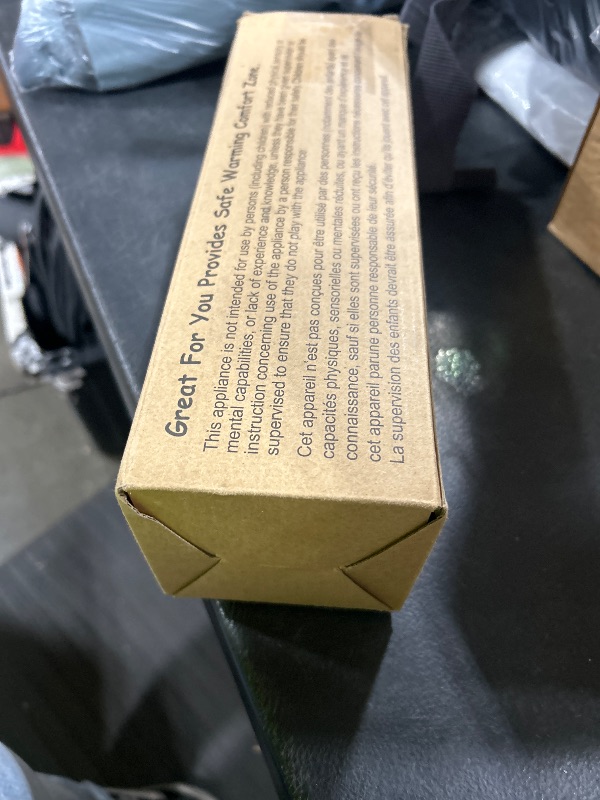 Great For You Provides Safe Warming Comfort Zone.
This appliance is not intended for use by persons (including children) with reduced physical, sensory or
mental capabilities, or lack of experience and knowledge, unless they have been given supervision or
instruction concerning use of the appliance by a person responsible for their safety. Children should be
supervised to ensure that they do not play with the appliance.
Cet appareil n'est pas conçues pour être utilisé par des personnes
capacités physiques, sensorielles ou mentales réduites, ou ayant un manque d'expérience et de
connaissance, sauf si elles sont supervisées ou ont reçu les instructions nécessaires
cet appareil parune personne responsable de leur sécurité.
La supervision des enfants devrait être assurée afin d'éviter qu'ils jouent avec cet appareil